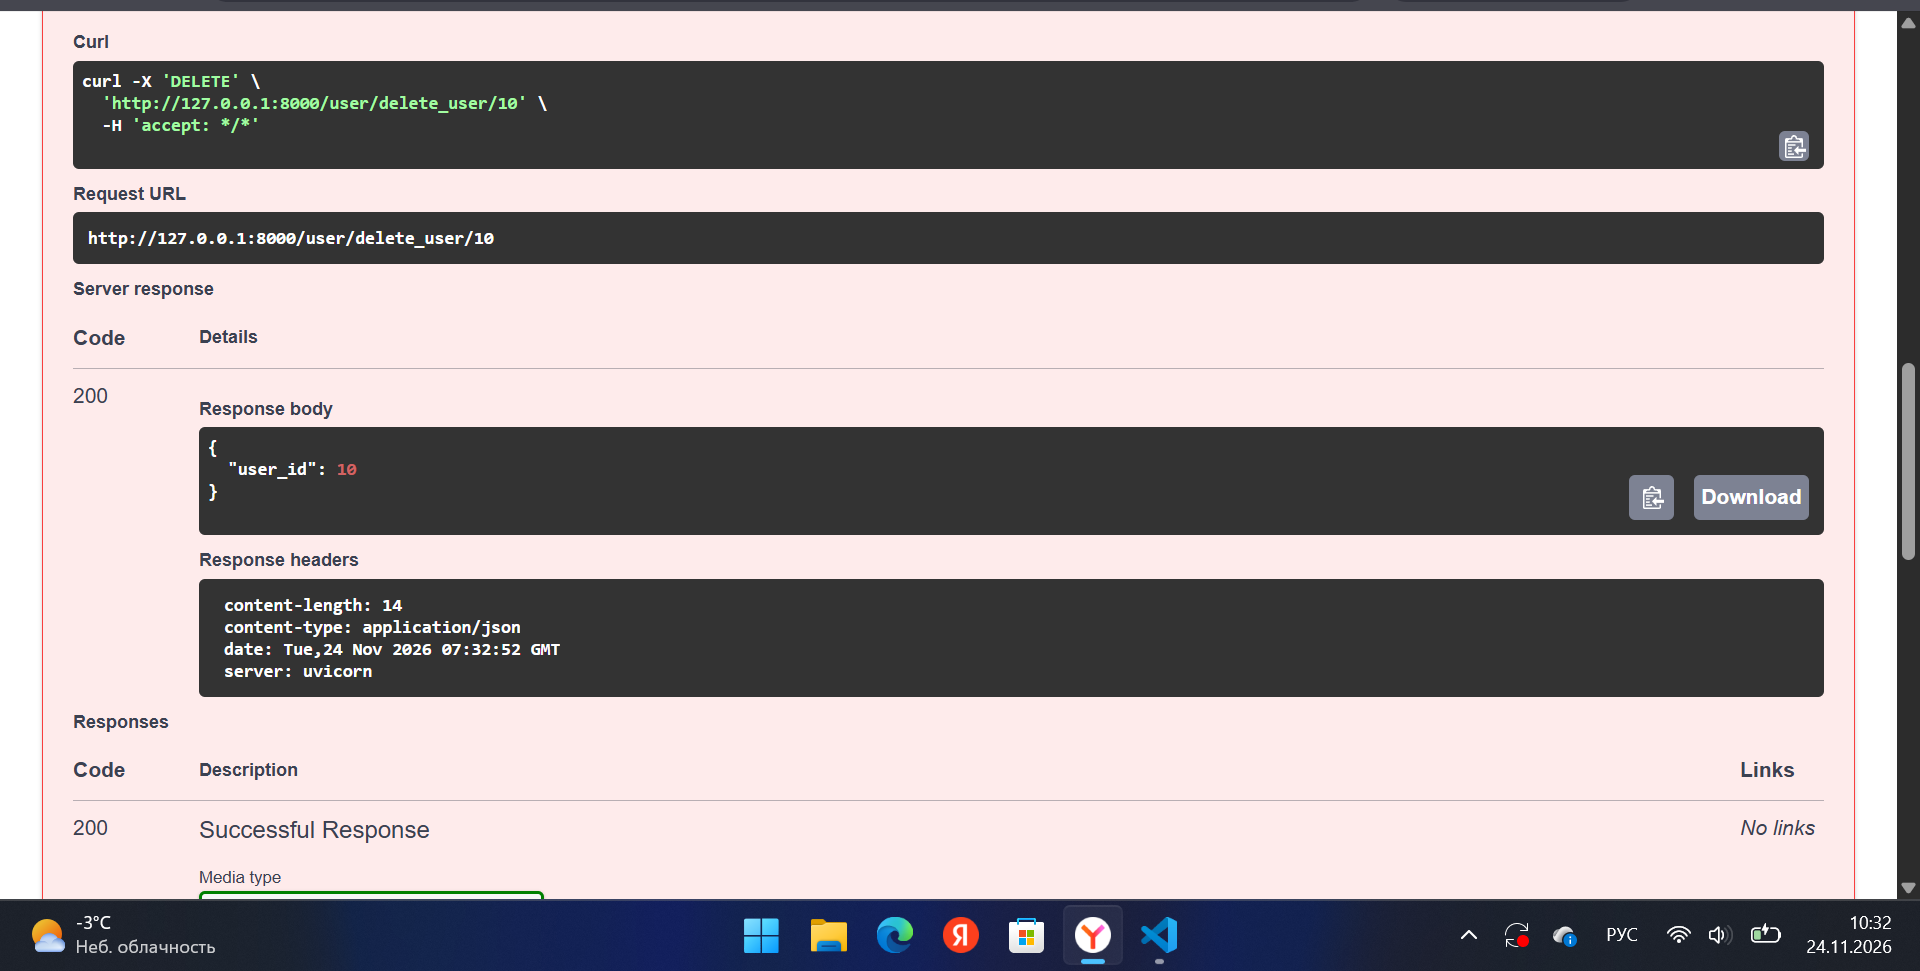 Curl
curl -X 'DELETE' \
'http://127.0.0.1:8000/user/delete_user/10' \
-H 'accept: */*'
Request URL
http://127.0.0.1:8000/user/delete_user/10
Server response
Code Details
200
Response body
{
"user_id": 10
}
Download
Response headers
content-length: 14
content-type: application/json
date: Tue,24 Nov 2026 07:32:52 GMT
server: uvicorn
Responses
Code Description Links
200 Successful Response No links
Media type
-3°C
Неб. облачность
РУС
10:32
24.11.2026